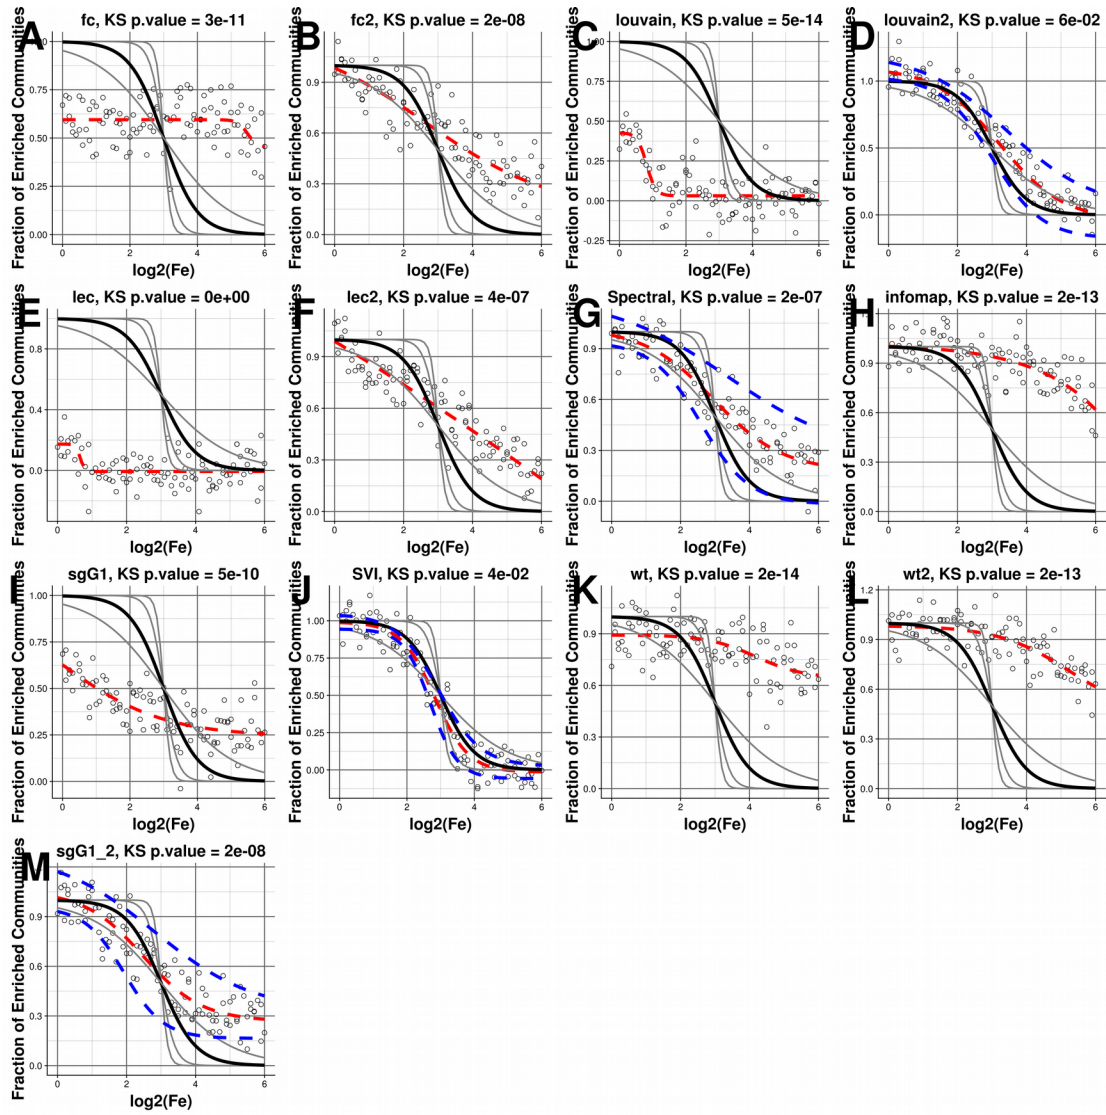 A
fc, KS p.value = 3e-11
Fraction of Enriched Communities
1.00
0.75
0.50
0.25
0.00
0 2 4 6
log2(Fe)
B
fc2, KS p.value = 2e-08
Fraction of Enriched Communities
0.9
0.6
0.3
0.0
0 2 4 6
log2(Fe)
C
louvain, KS p.value = 5e-14
Fraction of Enriched Communities
1.00
0.75
0.50
0.25
0.00
-0.25
0 2 4 6
log2(Fe)
D
louvain2, KS p.value = 6e-02
Fraction of Enriched Communities
1.0
0.5
0.0
0 2 4 6
log2(Fe)
E
lec, KS p.value = 0e+00
Fraction of Enriched Communities
0.8
0.4
0.0
0 2 4 6
log2(Fe)
F
lec2, KS p.value = 4e-07
Fraction of Enriched Communities
0.9
0.6
0.3
0.0
0 2 4 6
log2(Fe)
G
Spectral, KS p.value = 2e-07
Fraction of Enriched Communities
0.9
0.6
0.3
0.0
0 2 4 6
log2(Fe)
H
infomap, KS p.value = 2e-13
Fraction of Enriched Communities
0.9
0.6
0.3
0.0
0 2 4 6
log2(Fe)
I
sgG1, KS p.value = 5e-10
Fraction of Enriched Communities
1.00
0.75
0.50
0.25
0.00
0 2 4 6
log2(Fe)
J
SVI, KS p.value = 4e-02
Fraction of Enriched Communities
1.00
0.75
0.50
0.25
0.00
0 2 4 6
log2(Fe)
K
wt, KS p.value = 2e-14
Fraction of Enriched Communities
0.9
0.6
0.3
0.0
0 2 4 6
log2(Fe)
L
wt2, KS p.value = 2e-13
Fraction of Enriched Communities
1.2
0.9
0.6
0.3
0.0
0 2 4 6
log2(Fe)
M
sgG1_2, KS p.value = 2e-08
Fraction of Enriched Communities
0.9
0.6
0.3
0.0
0 2 4 6
log2(Fe)